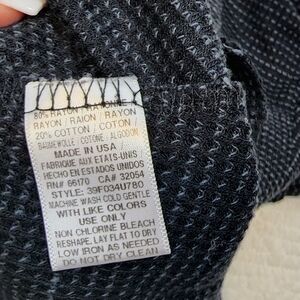 80% RAYON
RAYON / RAION / RAYON
20% COTTON / COTON /
BAUMWOLLE / COTONE / ALGODON
MADE IN USA /
FABRIQUE AUX ETATS-UNIS
HECHO EN ESTADOS UNIDOS
RN# 66170 CA# 32054
STYLE: 39F034U780
MACHINE WASH COLD GENTLE
WITH LIKE COLORS
USE ONLY
NON CHLORINE BLEACH
RESHAPE, LAY FLAT TO DRY
LOW IRON AS NEEDED
DO NOT DRY CLEAN